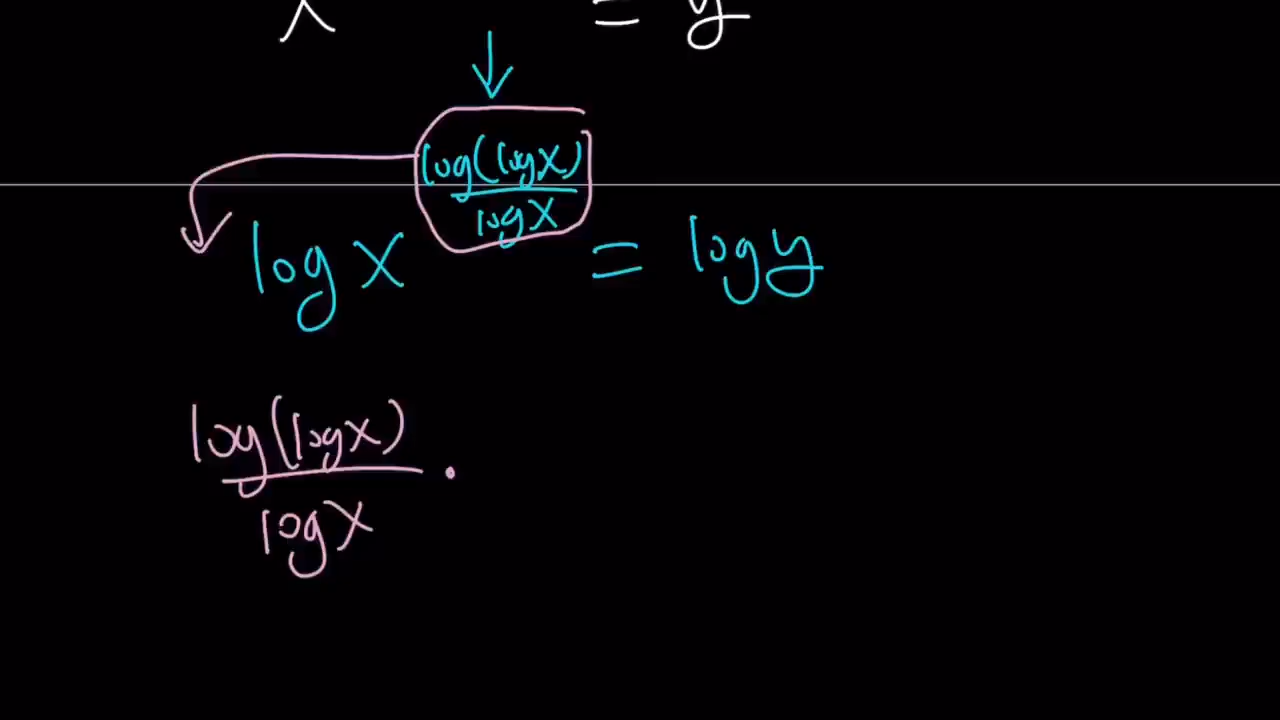 x = y
log x^(log(log x)/log x) = log y
log(log x)/log x ·